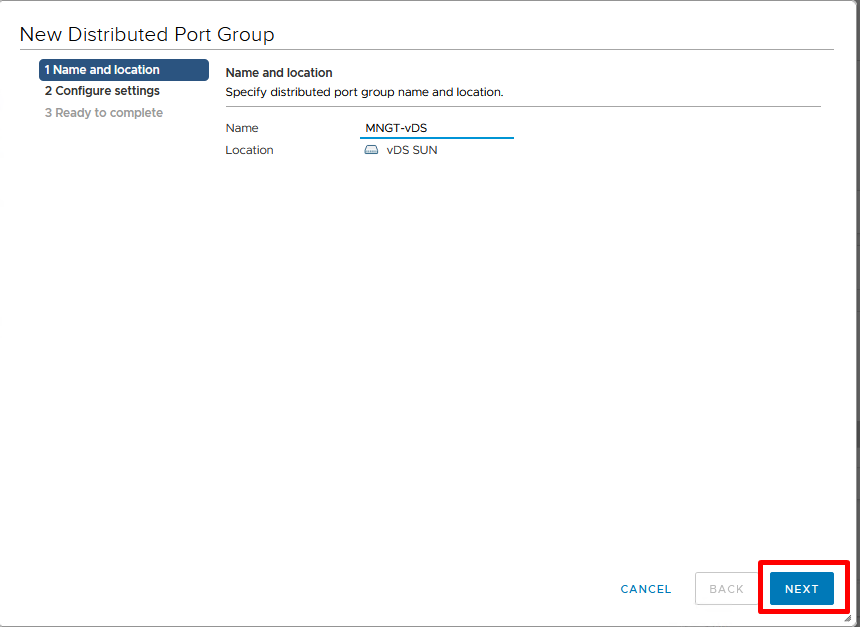 New Distributed Port Group
1 Name and location
2 Configure settings
3 Ready to complete
Name and location
Specify distributed port group name and location.
Name MNGT-vDS
Location vDS SUN
CANCEL BACK NEXT